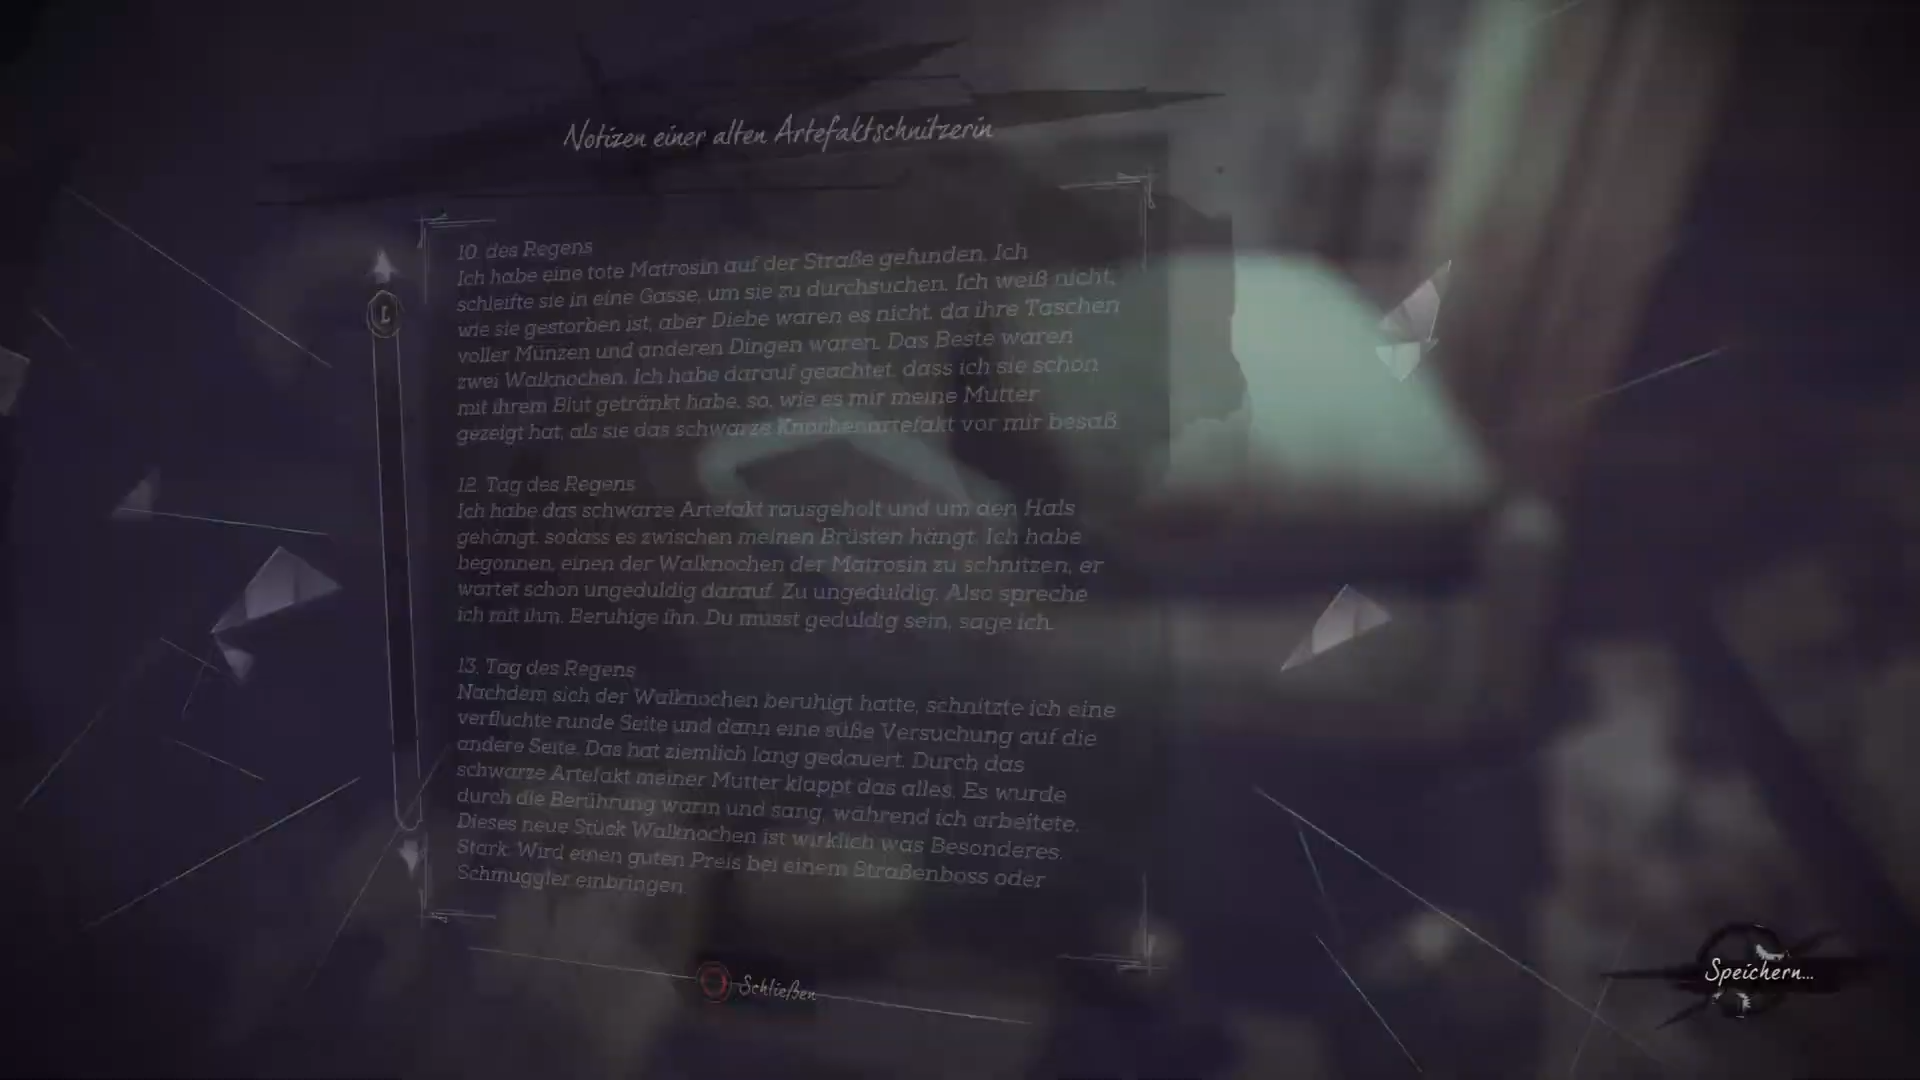 Notizen einer alten Artefaktschnitzerin
10. des Regens
Ich habe eine tote Matrosin auf der Straße gefunden. Ich
schleifte sie in eine Gasse, um sie zu durchsuchen. Ich weiß nicht,
wie sie gestorben ist, aber Diebe waren es nicht, da ihre Taschen
voller Münzen und anderen Dingen waren. Das Beste waren
zwei Walknochen. Ich habe darauf geachtet, dass ich sie schön
mit ihrem Blut getränkt habe, so, wie es mir meine Mutter
gezeigt hat, als sie das schwarze Knochenartefakt vor mir besaß.
12. Tag des Regens
Ich habe das schwarze Artefakt rausgeholt und um den Hals
gehängt, sodass es zwischen meinen Brüsten hängt. Ich habe
begonnen, einen der Walknochen der Matrosin zu schnitzen, er
wartet schon ungeduldig darauf. Zu ungeduldig. Also spreche
ich mit ihm. Beruhige ihn. Du musst geduldig sein, sage ich.
13. Tag des Regens
Nachdem sich der Walknochen beruhigt hatte, schnitzte ich eine
verfluchte runde Seite und dann eine süße Versuchung auf die
andere Seite. Das hat ziemlich lang gedauert. Durch das
schwarze Artefakt meiner Mutter klappt das alles. Es wurde
durch die Berührung warm und sang, während ich arbeitete.
Dieses neue Stück Walknochen ist wirklich was Besonderes.
Stark. Wird einen guten Preis bei einem Straßenboss oder
Schmuggler einbringen.
L
Schließen
Speichern...